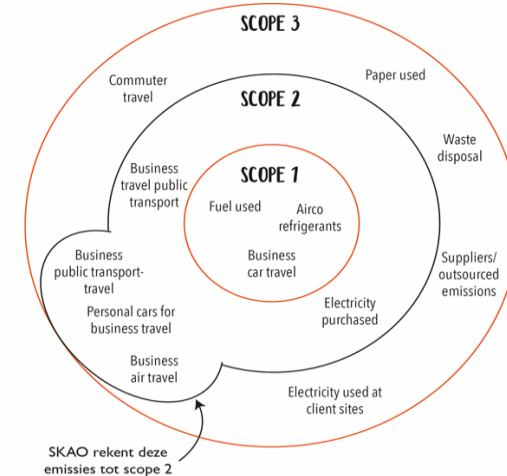 SCOPE 3
Commuter
travel
Paper used
SCOPE 2
Waste
disposal
Business
travel public
transport
SCOPE 1
Fuel used
Airco
refrigerants
Business
car travel
Business
public transport-
travel
Suppliers/
outsourced
emissions
Personal cars for
business travel
Electricity
purchased
Business
air travel
Electricity used at
client sites
SKAO rekent deze
emissies tot scope 2